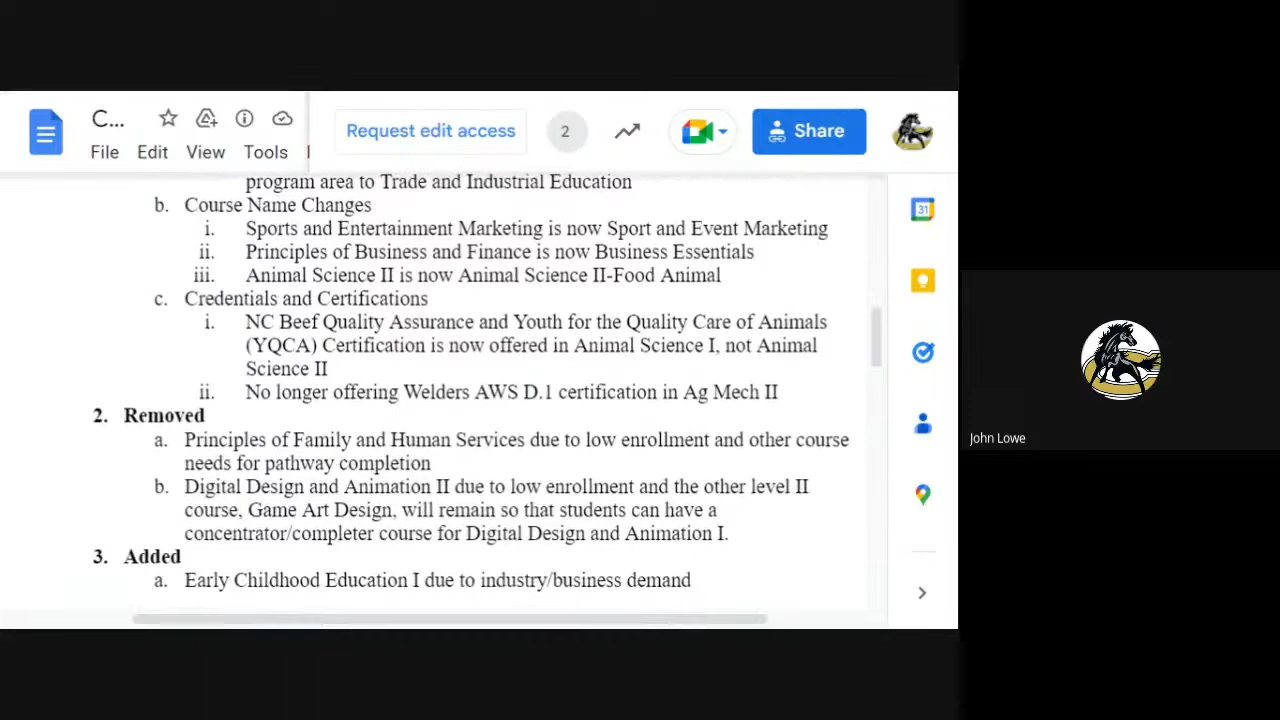 C...
Request edit access
2
Share
File Edit View Tools
program area to Trade and Industrial Education
b. Course Name Changes
i. Sports and Entertainment Marketing is now Sport and Event Marketing
ii. Principles of Business and Finance is now Business Essentials
iii. Animal Science II is now Animal Science II-Food Animal
c. Credentials and Certifications
i. NC Beef Quality Assurance and Youth for the Quality Care of Animals
(YQCA) Certification is now offered in Animal Science I, not Animal
Science II
ii. No longer offering Welders AWS D.1 certification in Ag Mech II
2. Removed
a. Principles of Family and Human Services due to low enrollment and other course
needs for pathway completion
b. Digital Design and Animation II due to low enrollment and the other level II
course, Game Art Design, will remain so that students can have a
concentrator/completer course for Digital Design and Animation I.
3. Added
a. Early Childhood Education I due to industry/business demand
31
John Lowe